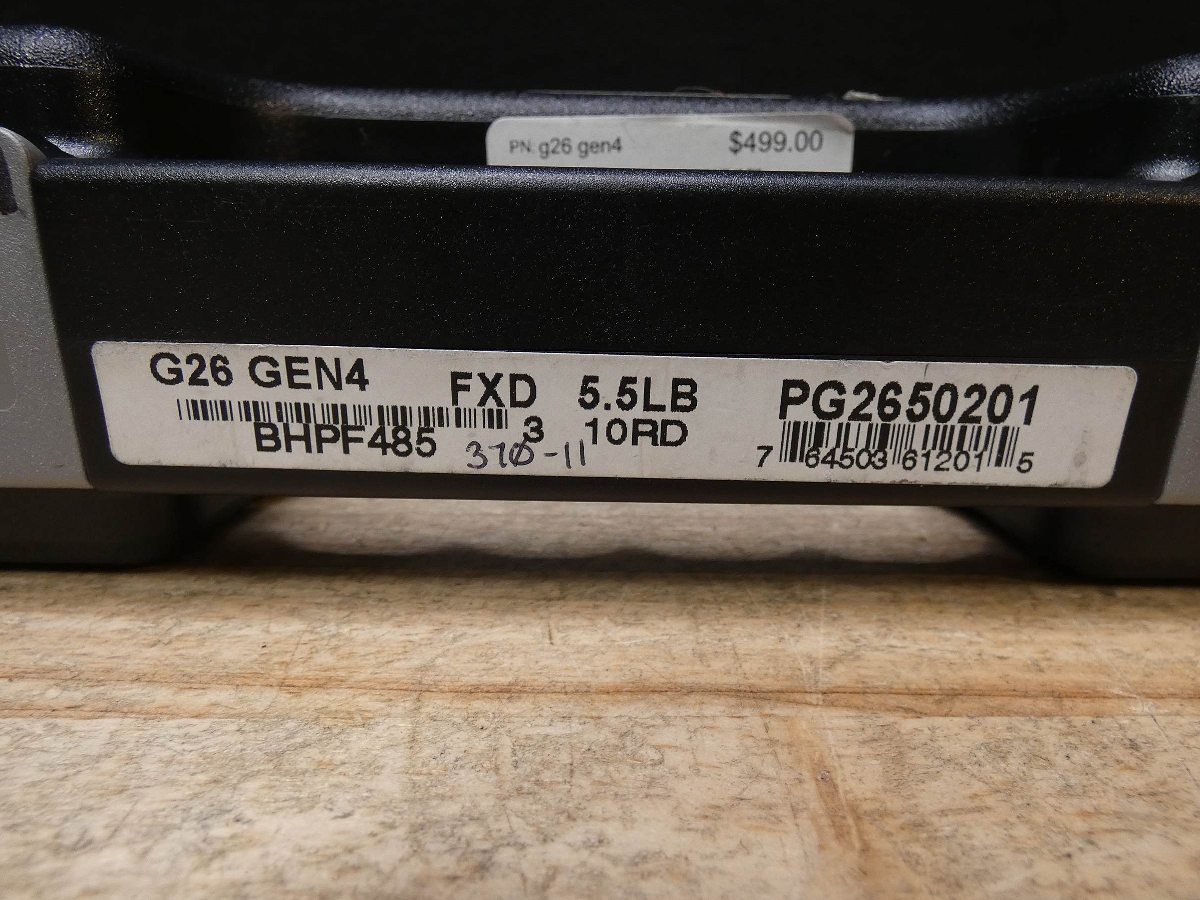 PN: g26 gen4 $499.00
G26 GEN4 FXD 5.5LB PG2650201
BHPF485 3 10RD
370-11
7 64503 61201 5